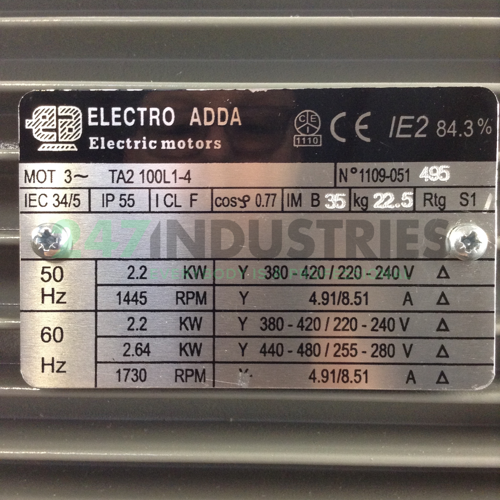 ELECTRO ADDA
Electric motors
CE
1110
CE IE2 84.3%
MOT 3~ TA2 100L1-4 N°1109-051 495
IEC 34/5 IP 55 I CL F cosφ 0.77 IM B 35 kg 22.5 Rtg S1
247INDUSTRIES
50 Hz
2.2 KW Y 380 - 420 / 220 - 240 V Δ
1445 RPM Y 4.91/8.51 A Δ
60 Hz
2.2 KW Y 380 - 420 / 220 - 240 V Δ
2.64 KW Y 440 - 480 / 255 - 280 V Δ
1730 RPM Y 4.91/8.51 A Δ